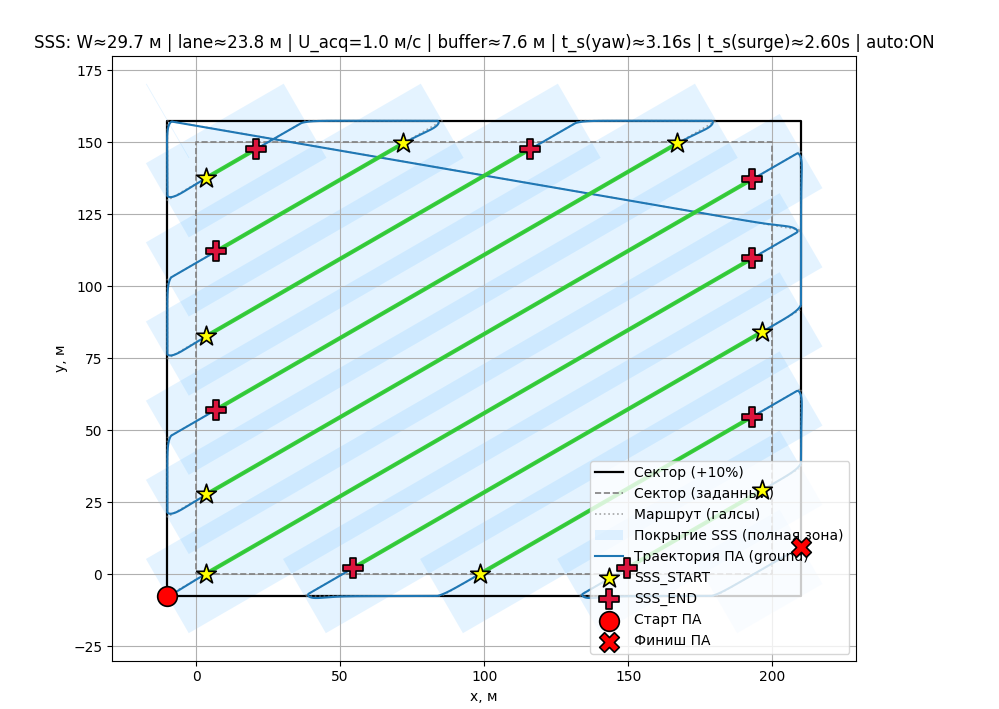 SSS: W≈29.7 м | lane≈23.8 м | U_acq=1.0 м/с | buffer≈7.6 м | t_s(yaw)≈3.16s | t_s(surge)≈2.60s | auto:ON
175
150
125
100
75
50
25
0
−25
y, м
0
50
100
150
200
x, м
Сектор (+10%)
Сектор (заданный)
Маршрут (галсы)
Покрытие SSS (полная зона)
Траектория ПА (ground)
SSS_START
SSS_END
Старт ПА
Финиш ПА